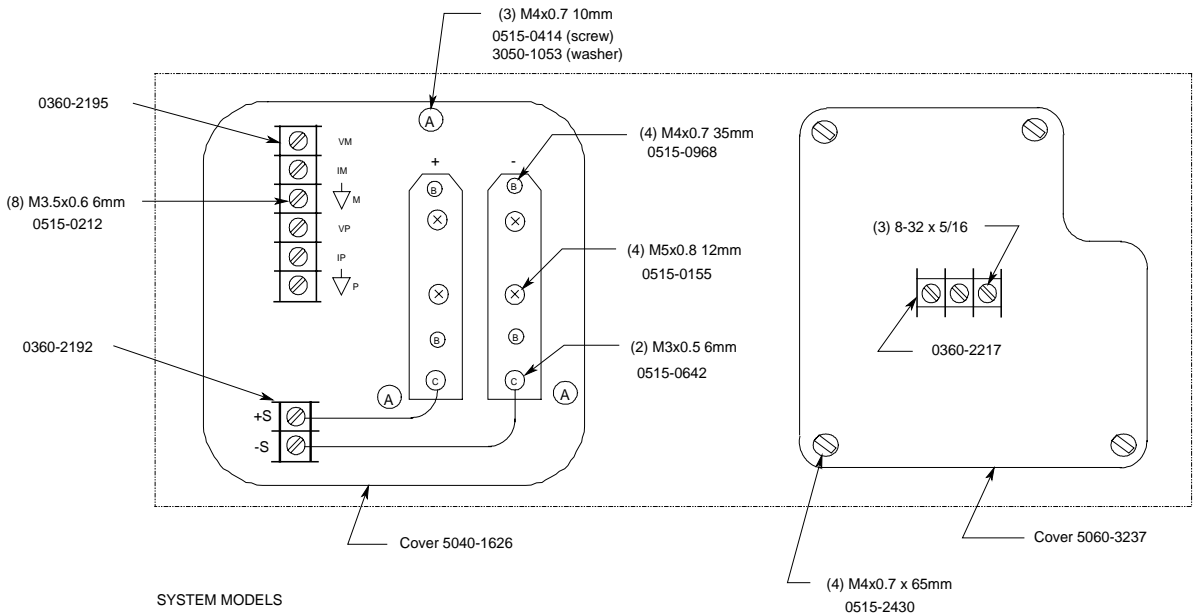 (3) M4x0.7 10mm
0515-0414 (screw)
3050-1053 (washer)
0360-2195
A
VM
(4) M4x0.7 35mm
0515-0968
+ -
IM
B B
(8) M3.5x0.6 6mm
0515-0212
M
VP
(3) 8-32 x 5/16
IP
(4) M5x0.8 12mm
0515-0155
P
B B
0360-2192
(2) M3x0.5 6mm
0515-0642
0360-2217
C C
A A
+S
-S
Cover 5040-1626
Cover 5060-3237
(4) M4x0.7 x 65mm
0515-2430
SYSTEM MODELS